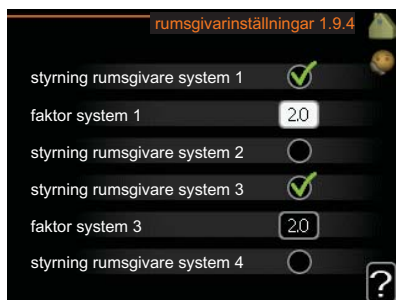 rumsgivarinställningar 1.9.4
styrning rumsgivare system 1
faktor system 1 2.0
styrning rumsgivare system 2
styrning rumsgivare system 3
faktor system 3 2.0
styrning rumsgivare system 4
?